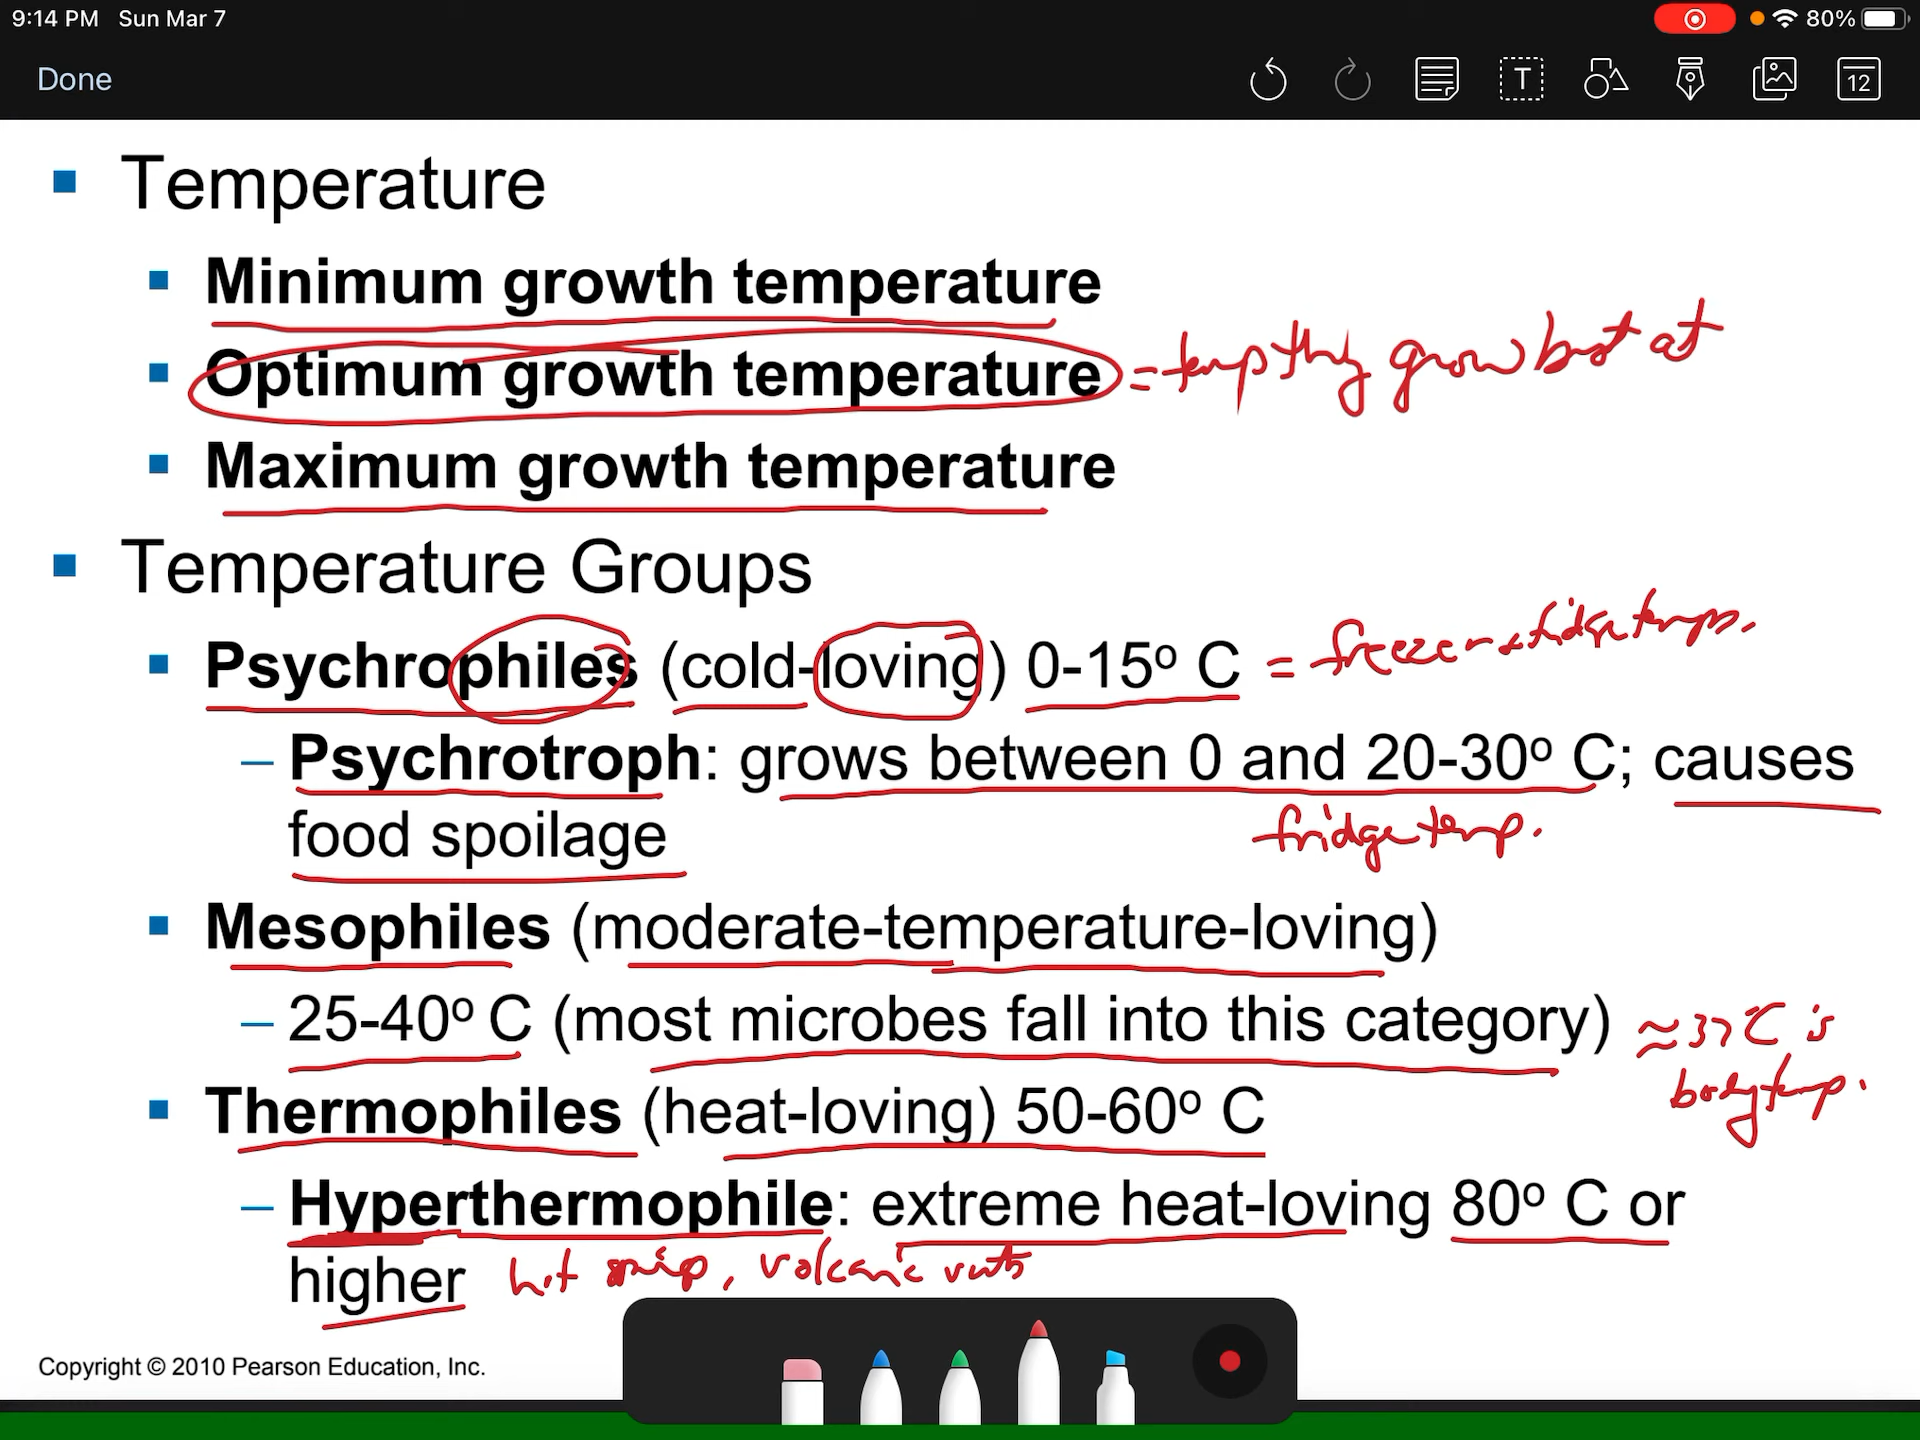 9:14 PM Sun Mar 7
80%
Done
T
12
Temperature
Minimum growth temperature
Optimum growth temperature = temp they grow best at
Maximum growth temperature
Temperature Groups
Psychrophiles (cold-loving) 0-15º C = freezer + fridge temps.
– Psychrotroph: grows between 0 and 20-30º C; causes
food spoilage
fridge temp.
Mesophiles (moderate-temperature-loving)
– 25-40º C (most microbes fall into this category) ≈ 37 C is
body temp.
Thermophiles (heat-loving) 50-60º C
– Hyperthermophile: extreme heat-loving 80º C or
higher hot springs, volcanic vents
Copyright © 2010 Pearson Education, Inc.